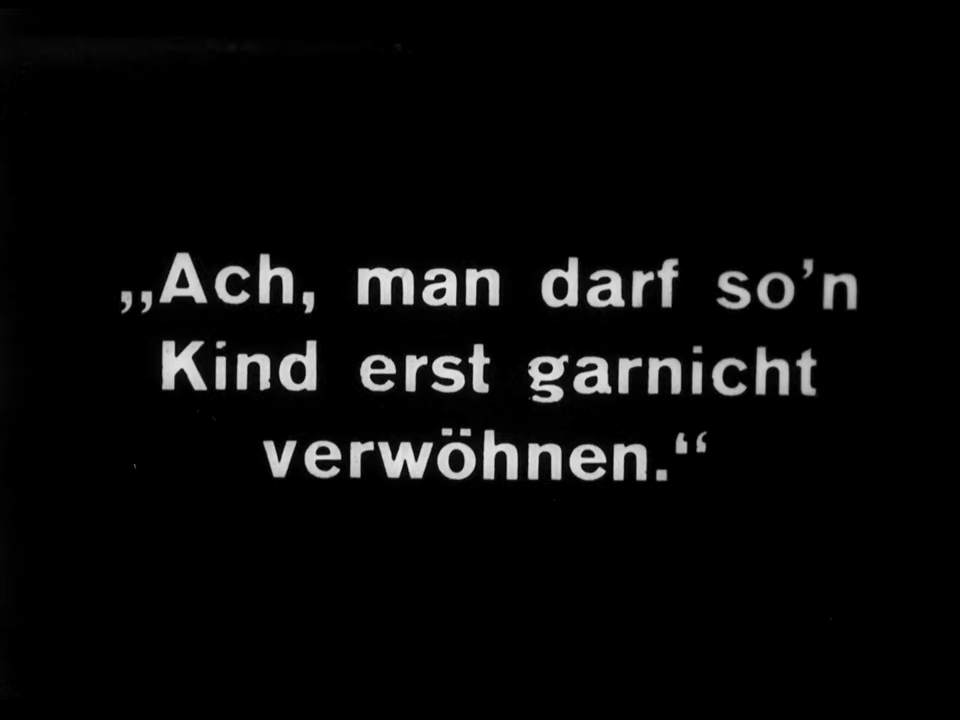 „Ach, man darf so’n
Kind erst garnicht
verwöhnen.“